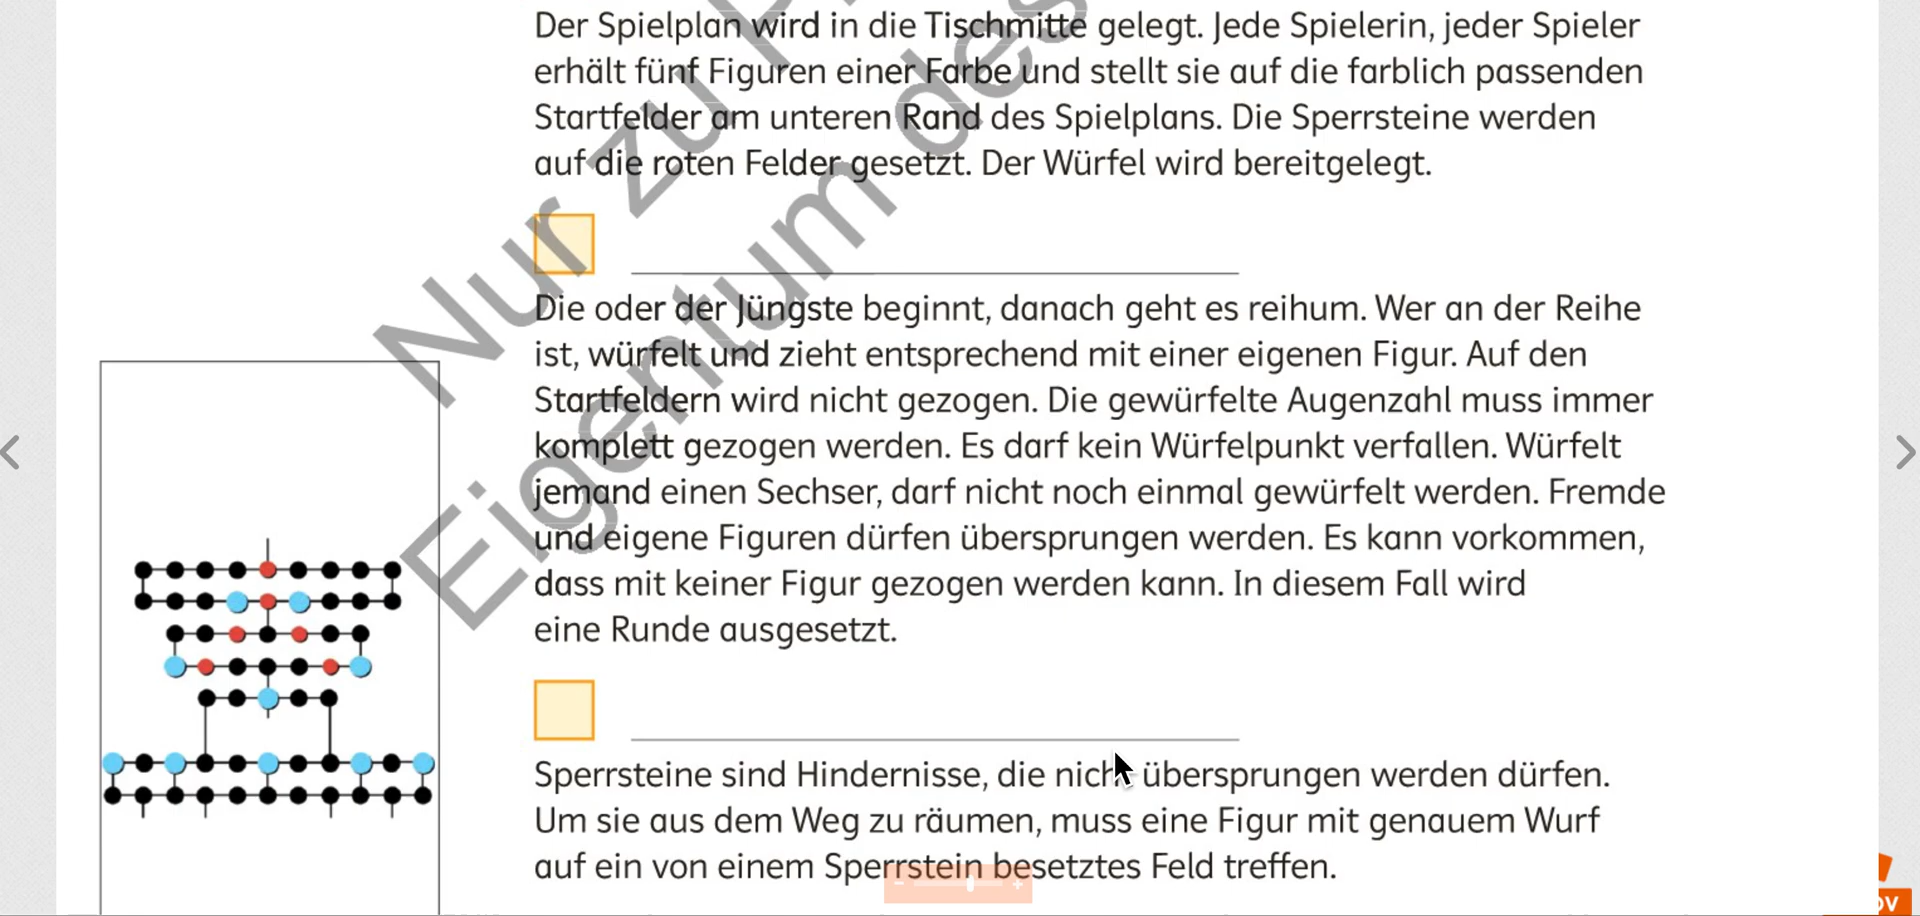 Der Spielplan wird in die Tischmitte gelegt. Jede Spielerin, jeder Spieler
erhält fünf Figuren einer Farbe und stellt sie auf die farblich passenden
Startfelder am unteren Rand des Spielplans. Die Sperrsteine werden
auf die roten Felder gesetzt. Der Würfel wird bereitgelegt.
Die oder der Jüngste beginnt, danach geht es reihum. Wer an der Reihe
ist, würfelt und zieht entsprechend mit einer eigenen Figur. Auf den
Startfeldern wird nicht gezogen. Die gewürfelte Augenzahl muss immer
komplett gezogen werden. Es darf kein Würfelpunkt verfallen. Würfelt
jemand einen Sechser, darf nicht noch einmal gewürfelt werden. Fremde
und eigene Figuren dürfen übersprungen werden. Es kann vorkommen,
dass mit keiner Figur gezogen werden kann. In diesem Fall wird
eine Runde ausgesetzt.
Sperrsteine sind Hindernisse, die nicht übersprungen werden dürfen.
Um sie aus dem Weg zu räumen, muss eine Figur mit genauem Wurf
auf ein von einem Sperrstein besetztes Feld treffen.
Nur zu
Eigentum des